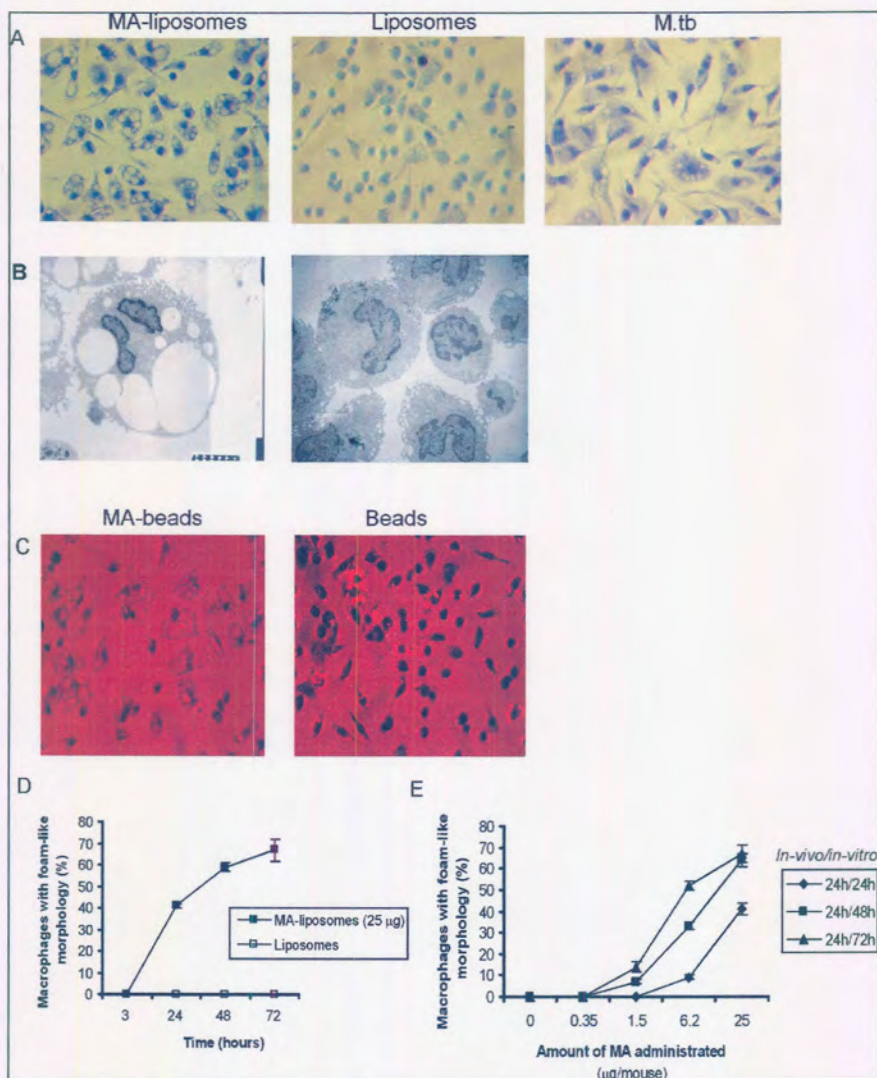 A
MA-liposomes Liposomes M.tb
B
MA-beads Beads
C
D
Macrophages with foam-like
morphology (%)
80
70
60
50
40
30
20
10
0
3 24 48 72
Time (hours)
MA-liposomes (25 µg)
Liposomes
E
Macrophages with foam-like
morphology (%)
80
70
60
50
40
30
20
10
0
0 0.35 1.5 6.2 25
Amount of MA administrated
(µg/mouse)
In-vivo/in-vitro
24h/24h
24h/48h
24h/72h